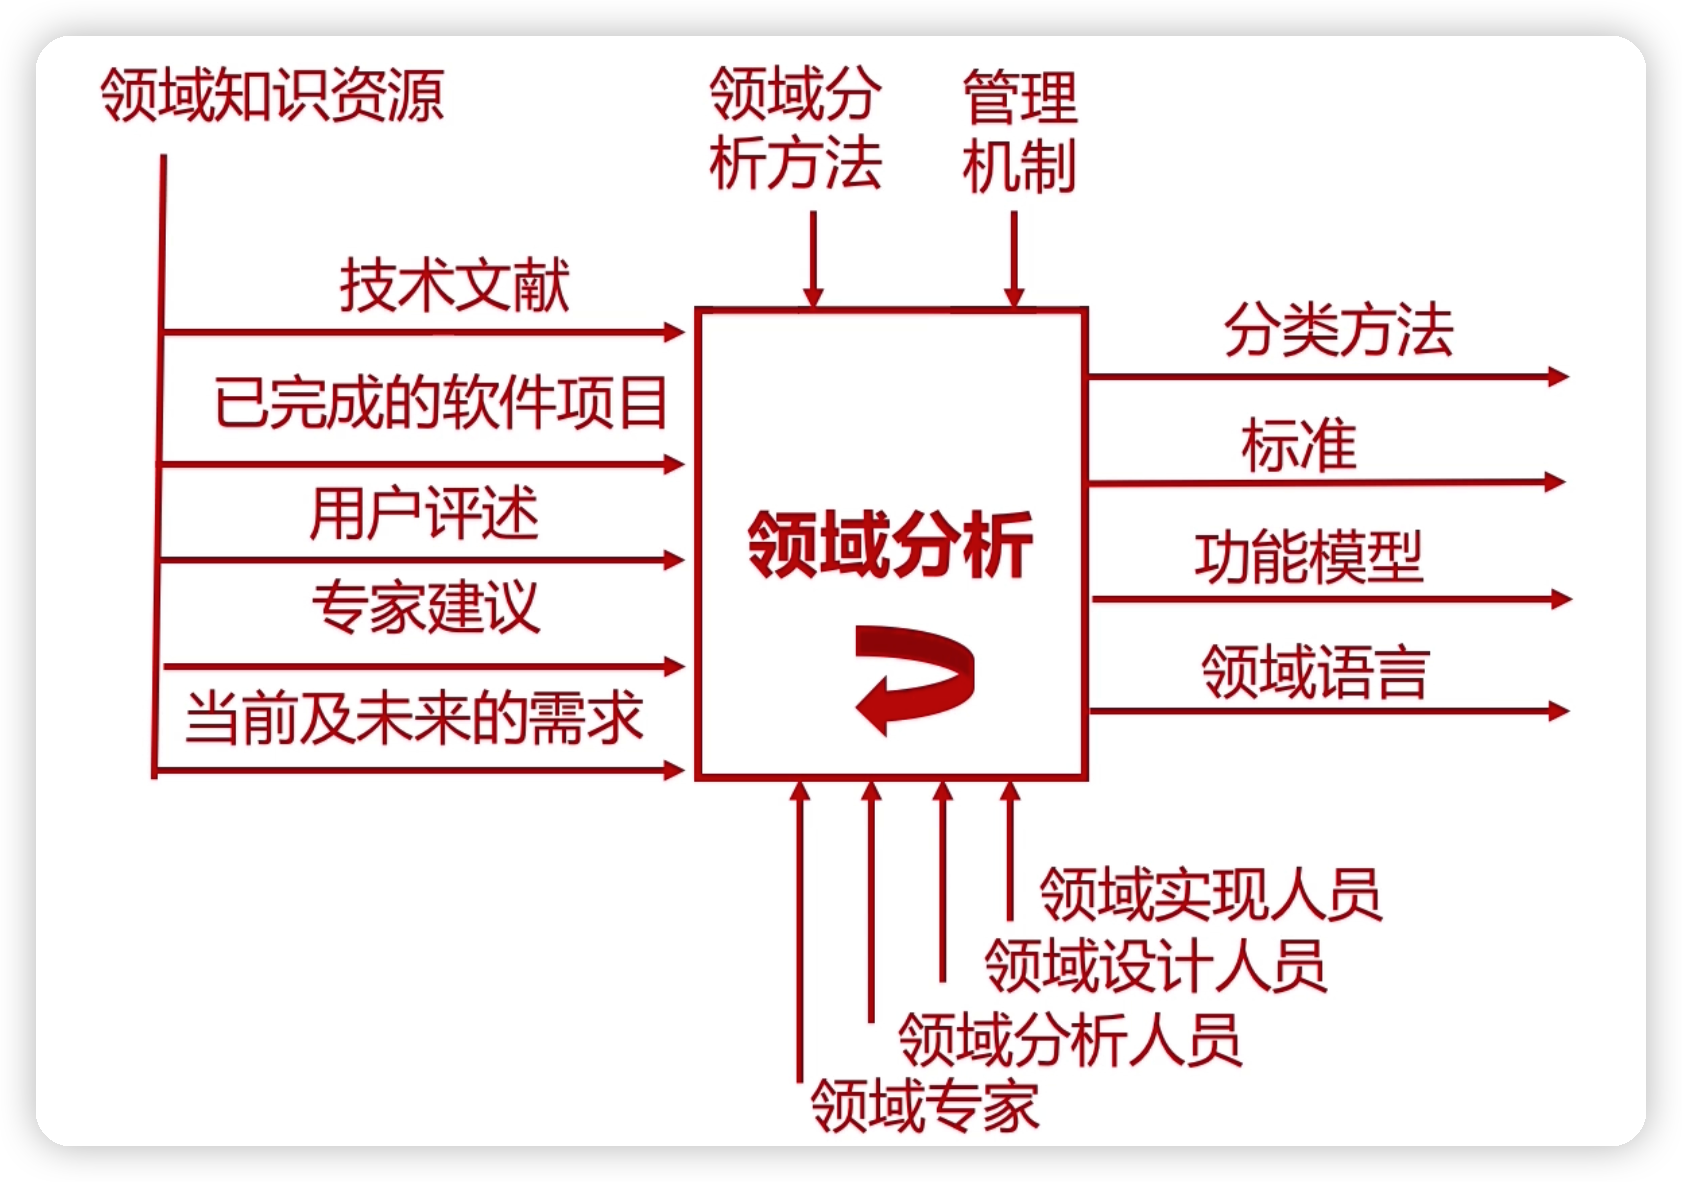 领域知识资源
领域分
析方法
管理
机制
技术文献
已完成的软件项目
用户评述
专家建议
当前及未来的需求
领域分析
分类方法
标准
功能模型
领域语言
领域实现人员
领域设计人员
领域分析人员
领域专家